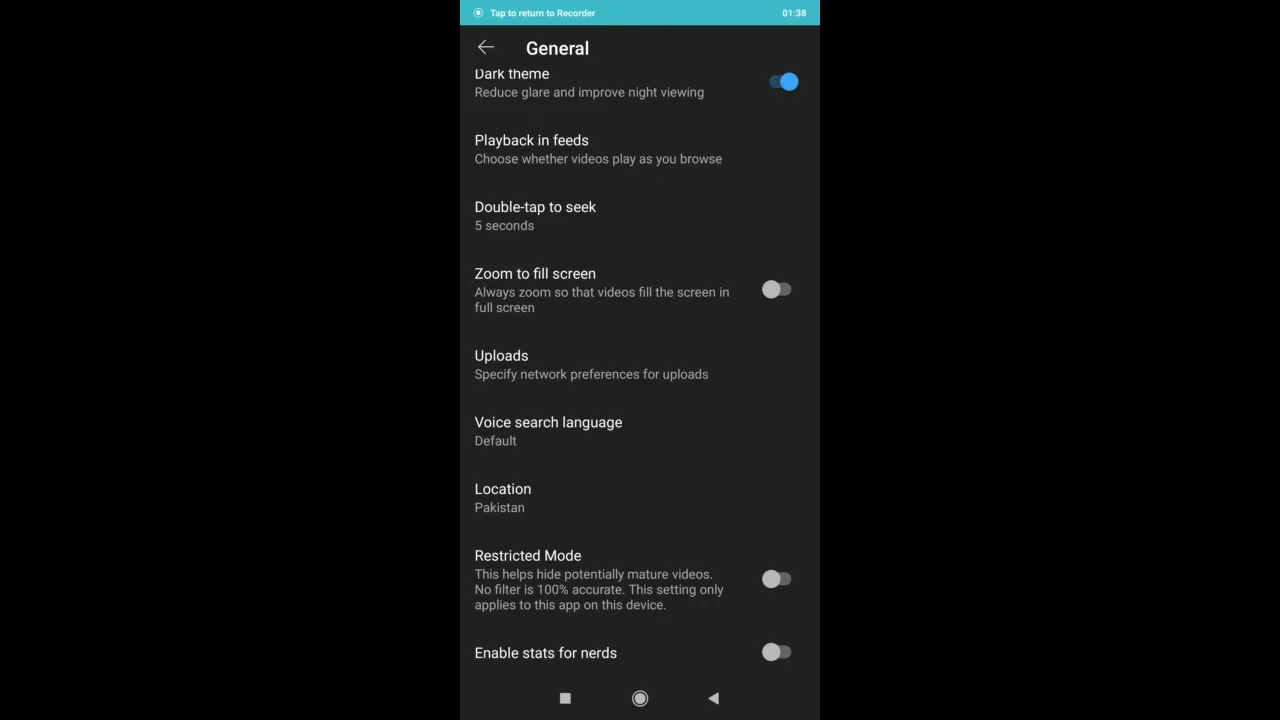 Tap to return to Recorder 01:38
General
Dark theme
Reduce glare and improve night viewing
Playback in feeds
Choose whether videos play as you browse
Double-tap to seek
5 seconds
Zoom to fill screen
Always zoom so that videos fill the screen in
full screen
Uploads
Specify network preferences for uploads
Voice search language
Default
Location
Pakistan
Restricted Mode
This helps hide potentially mature videos.
No filter is 100% accurate. This setting only
applies to this app on this device.
Enable stats for nerds